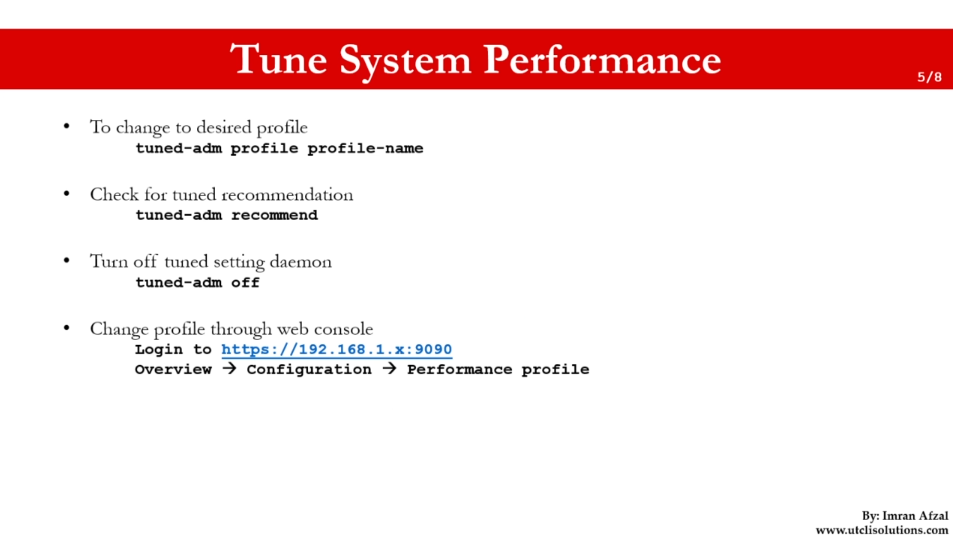 Tune System Performance
5/8
• To change to desired profile
tuned-adm profile profile-name
• Check for tuned recommendation
tuned-adm recommend
• Turn off tuned setting daemon
tuned-adm off
• Change profile through web console
Login to https://192.168.1.x:9090
Overview → Configuration → Performance profile
By: Imran Afzal
www.utclisolutions.com